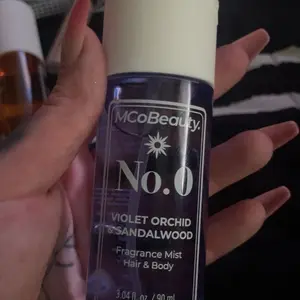 MCoBeauty.
No.0
VIOLET ORCHID
& SANDALWOOD
Fragrance Mist
Hair & Body
3.04 fl. oz / 90 ml